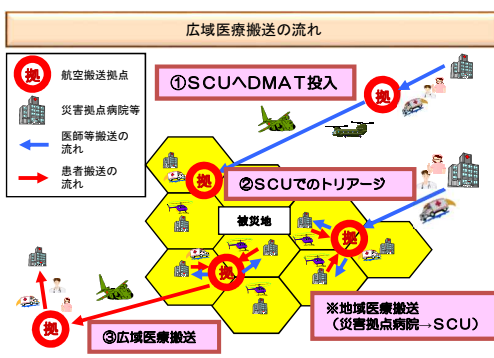 広域医療搬送の流れ
拠
航空搬送拠点
災害拠点病院等
医師等搬送の
流れ
患者搬送の
流れ
①SCUへDMAT投入
拠
拠
②SCUでのトリアージ
被災地
拠
拠
※地域医療搬送
(災害拠点病院→SCU)
③広域医療搬送
拠